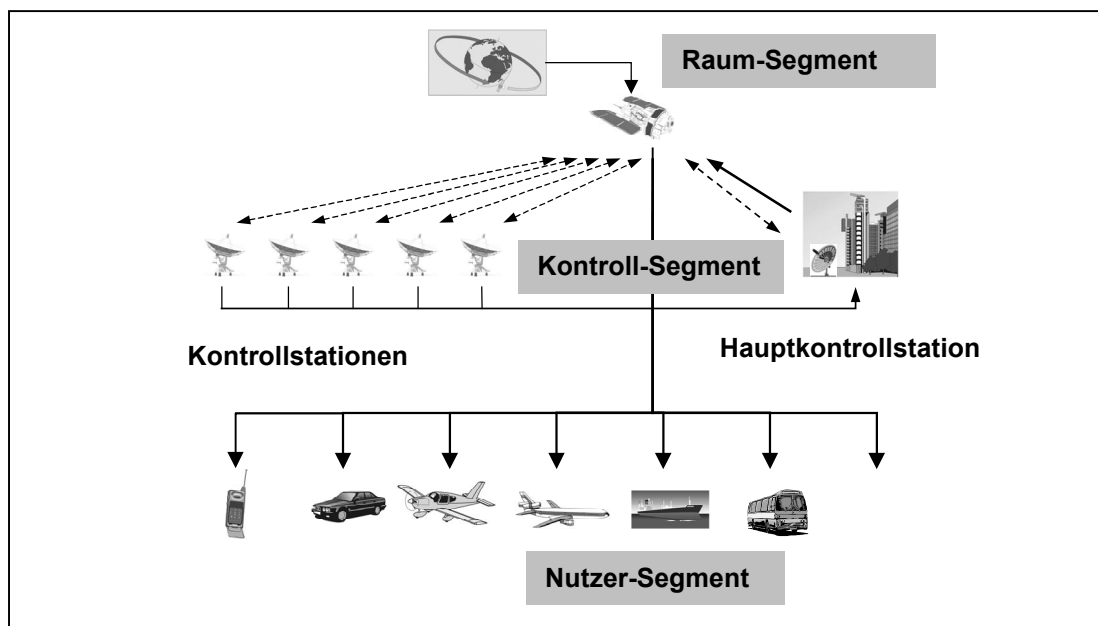 Raum-Segment
Kontroll-Segment
Kontrollstationen
Hauptkontrollstation
Nutzer-Segment